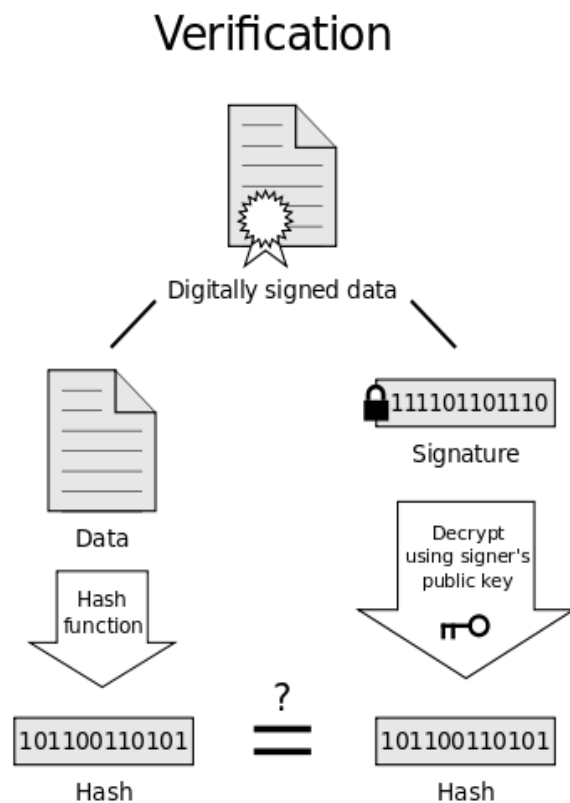 Verification
Digitally signed data
111101101110
Signature
Data
Decrypt
using signer's
public key
Hash
function
?
=
101100110101
101100110101
Hash
Hash